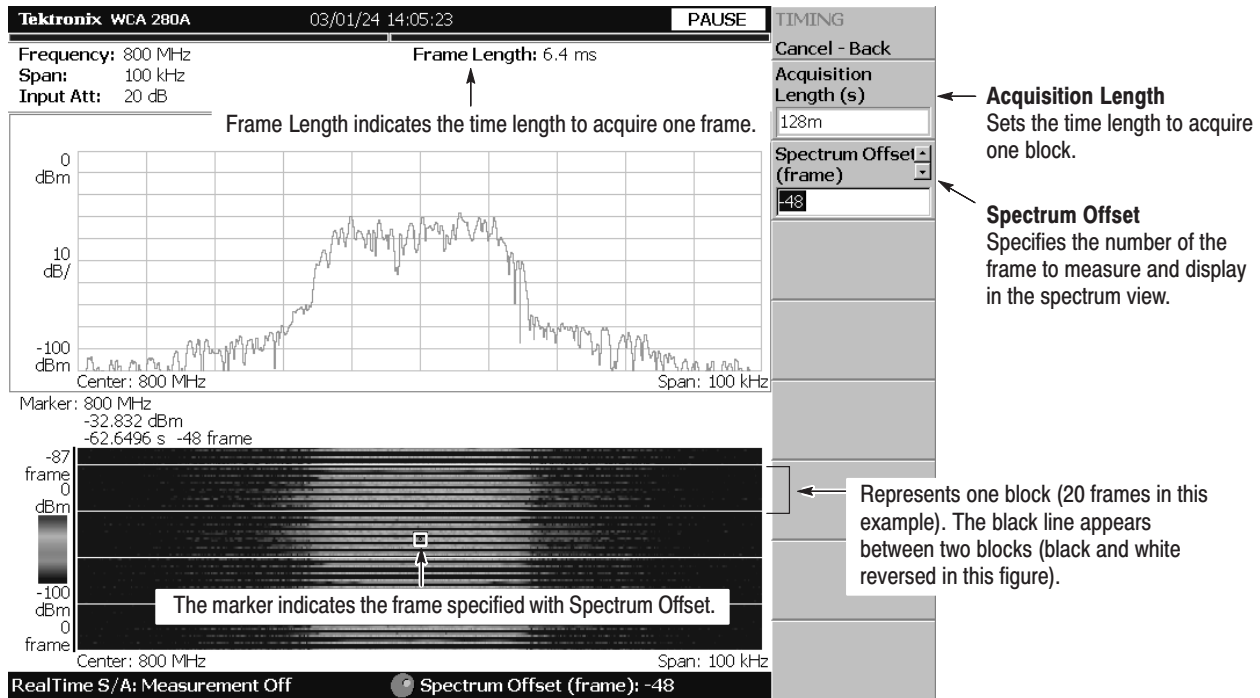 Tektronix WCA 280A 03/01/24 14:05:23 PAUSE
Frequency: 800 MHz
Span: 100 kHz
Input Att: 20 dB
Frame Length: 6.4 ms
Frame Length indicates the time length to acquire one frame.
0
dBm
10
dB/
-100
dBm
Center: 800 MHz Span: 100 kHz
Marker: 800 MHz
-32.832 dBm
-62.6496 s -48 frame
-87
frame
0
dBm
-100
dBm
0
frame
The marker indicates the frame specified with Spectrum Offset.
Center: 800 MHz Span: 100 kHz
RealTime S/A: Measurement Off Spectrum Offset (frame): -48
TIMING
Cancel - Back
Acquisition
Length (s)
128m
Spectrum Offset
(frame)
-48
Acquisition Length
Sets the time length to acquire
one block.
Spectrum Offset
Specifies the number of the
frame to measure and display
in the spectrum view.
Represents one block (20 frames in this
example). The black line appears
between two blocks (black and white
reversed in this figure).